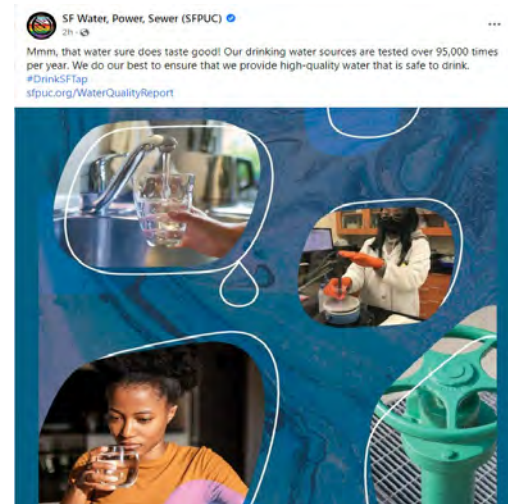 SF Water, Power, Sewer (SFPUC)
2h ·
Mmm, that water sure does taste good! Our drinking water sources are tested over 95,000 times
per year. We do our best to ensure that we provide high-quality water that is safe to drink.
#DrinkSFTap
sfpuc.org/WaterQualityReport